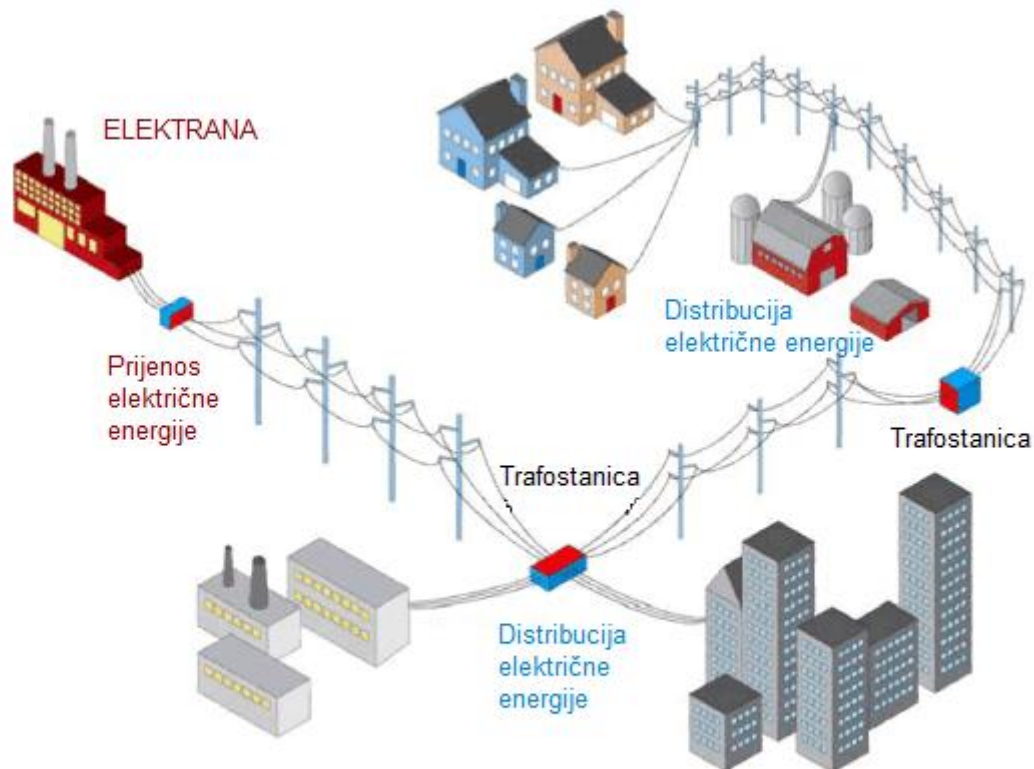 ELEKTRANA
Distribucija
električne energije
Prijenos
električne
energije
Trafostanica
Trafostanica
Distribucija
električne
energije